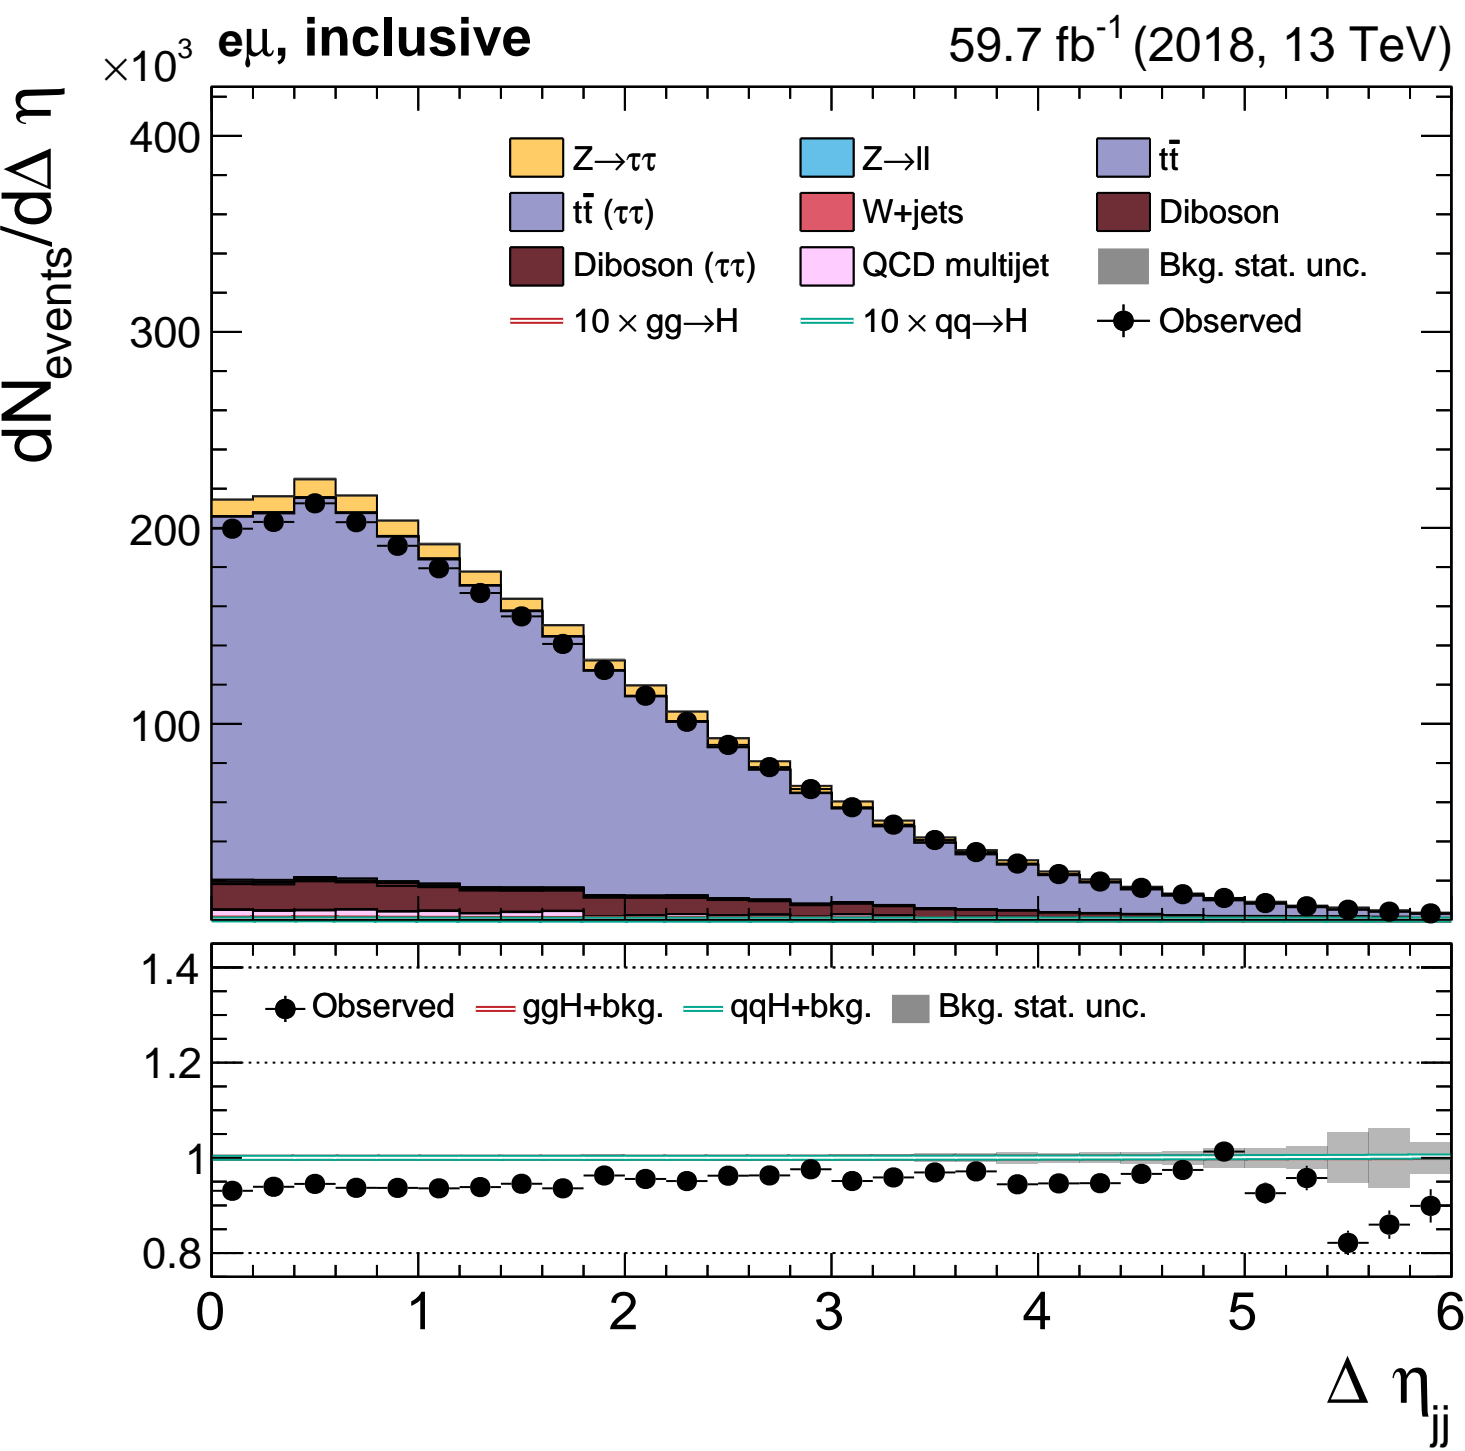 eμ, inclusive 59.7 fb⁻¹ (2018, 13 TeV)
×10³
dN_events/dΔ η
400
300
200
100
Z→ττ Z→ll tt̄
tt̄ (ττ) W+jets Diboson
Diboson (ττ) QCD multijet Bkg. stat. unc.
10 × gg→H 10 × qq→H Observed
1.4
1.2
1
0.8
Observed ggH+bkg. qqH+bkg. Bkg. stat. unc.
0 1 2 3 4 5 6
Δ η_jj